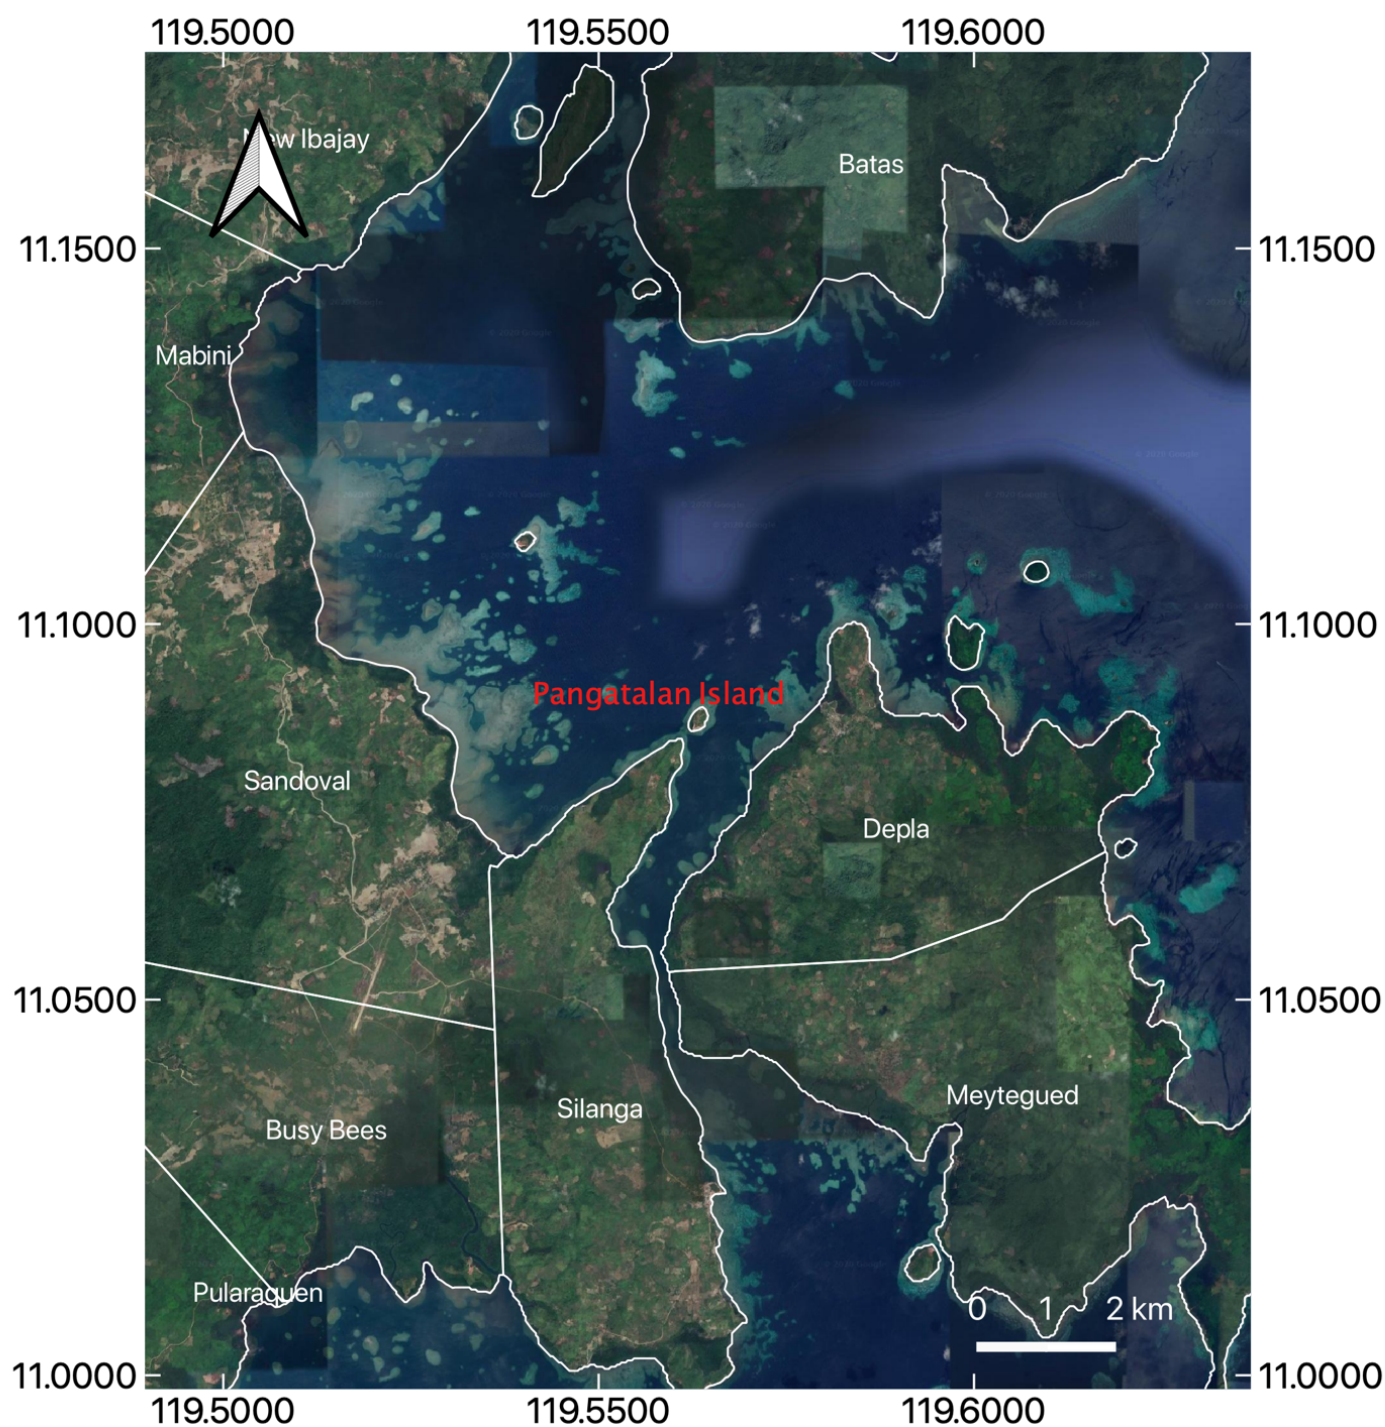 119.5000 119.5500 119.6000
New Ibajay
Batas
11.1500 11.1500
Mabini
11.1000 11.1000
Pangatalan Island
Sandoval
Depla
11.0500 11.0500
Meytegued
Silanga
Busy Bees
Pularaquen
0 1 2 km
11.0000 11.0000
119.5000 119.5500 119.6000